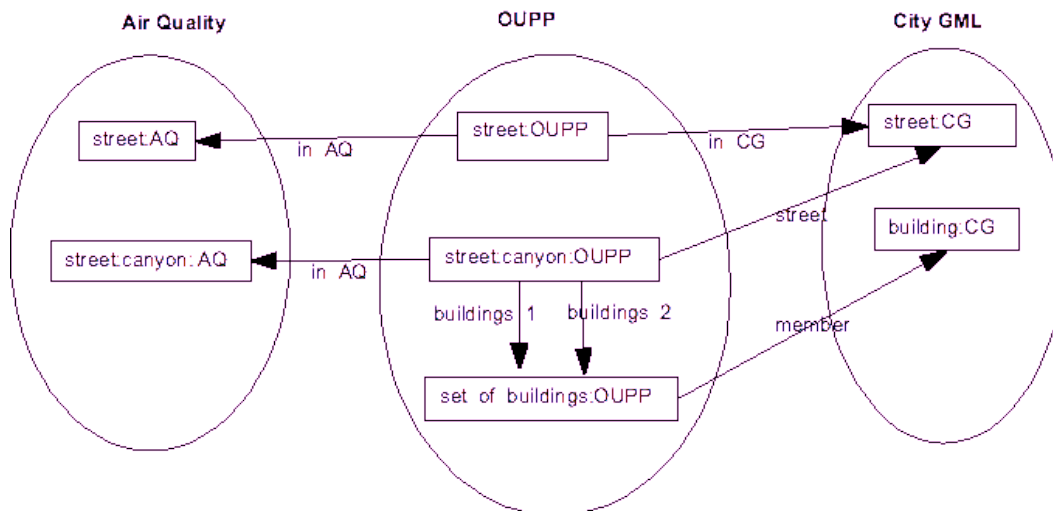 Air Quality
OUPP
City GML
street:AQ
in AQ
street:OUPP
in CG
street:CG
street
building:CG
street:canyon: AQ
in AQ
street:canyon:OUPP
buildings 1
buildings 2
member
set of buildings:OUPP